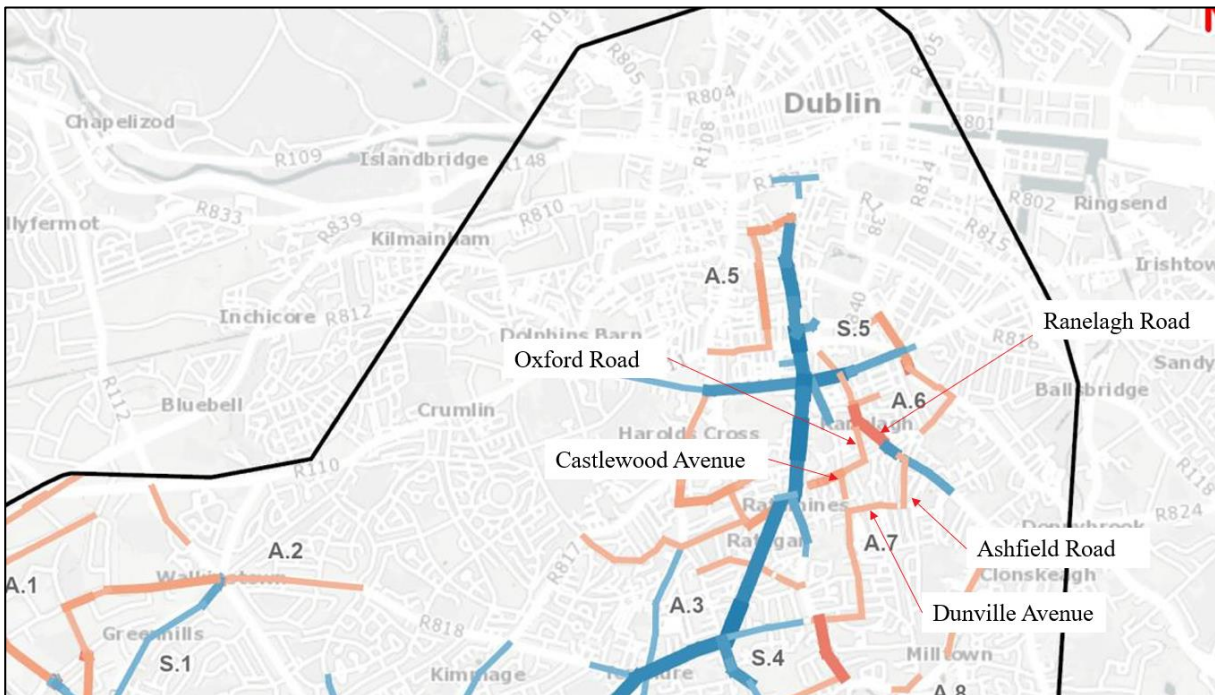 Dublin
Chapelizod
Islandbridge
R109
R148
R805
R804
R108
R801
R814
R802
Ringsend
R833
R839
R810
Kilmainham
R815
Irishtow
llyfermot
A.5
Inchicore
R812
Dolphins Barn
S.5
Ranelagh Road
Oxford Road
R816
Sandy
R112
Bluebell
Crumlin
Ballsbridge
A.6
Ranelagh
Harolds Cross
Castlewood Avenue
R110
R118
Rathmines
Donnybrook
R824
R817
A.7
Ashfield Road
Clonskeagh
A.2
A.1
Walkinstown
A.3
Dunville Avenue
Greenhills
R818
S.1
Kimmage
S.4
Milltown
A.8